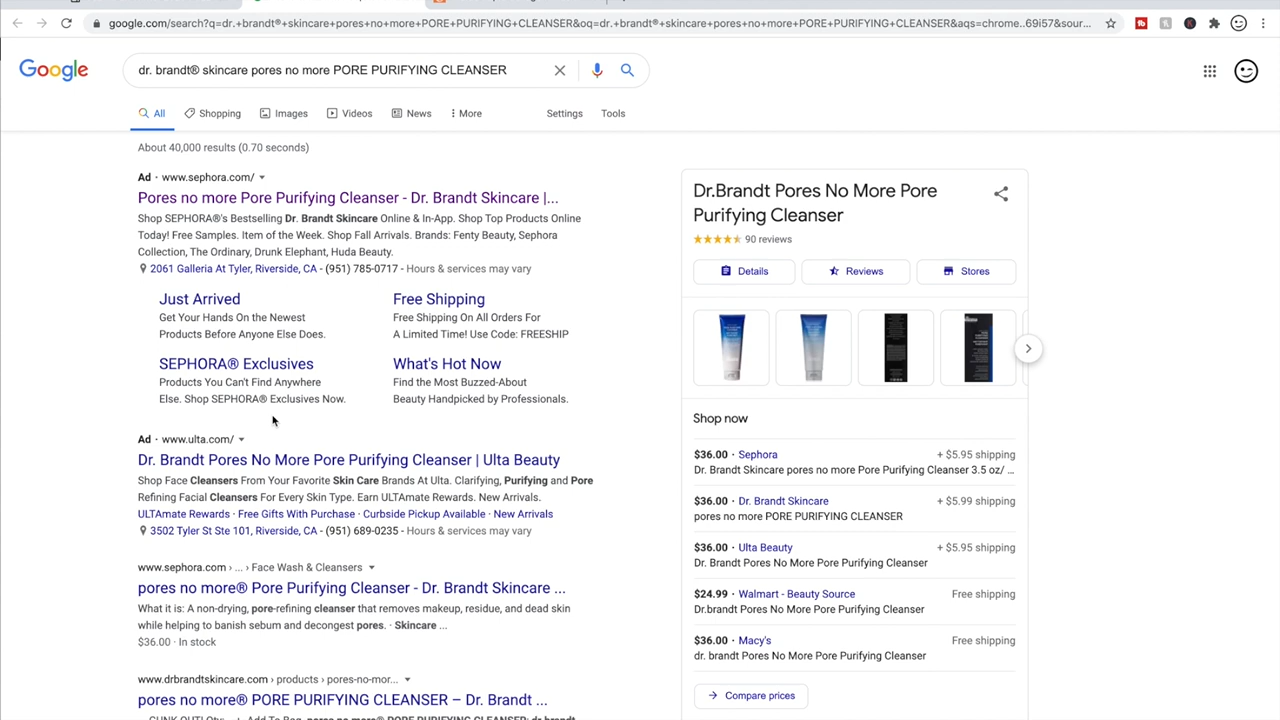 google.com/search?q=dr.+brandt®+skincare+pores+no+more+PORE+PURIFYING+CLEANSER&oq=dr.+brandt®+skincare+pores+no+more+PORE+PURIFYING+CLEANSER&aqs=chrome..69i57&sour...
Google
dr. brandt® skincare pores no more PORE PURIFYING CLEANSER
All
Shopping
Images
Videos
News
More
Settings
Tools
About 40,000 results (0.70 seconds)
Ad · www.sephora.com/
Pores no more Pore Purifying Cleanser - Dr. Brandt Skincare |...
Shop SEPHORA®'s Bestselling Dr. Brandt Skincare Online & In-App. Shop Top Products Online
Today! Free Samples. Item of the Week. Shop Fall Arrivals. Brands: Fenty Beauty, Sephora
Collection, The Ordinary, Drunk Elephant, Huda Beauty.
2061 Galleria At Tyler, Riverside, CA - (951) 785-0717 - Hours & services may vary
Just Arrived
Get Your Hands On the Newest
Products Before Anyone Else Does.
Free Shipping
Free Shipping On All Orders For
A Limited Time! Use Code: FREESHIP
SEPHORA® Exclusives
Products You Can't Find Anywhere
Else. Shop SEPHORA® Exclusives Now.
What's Hot Now
Find the Most Buzzed-About
Beauty Handpicked by Professionals.
Ad · www.ulta.com/
Dr. Brandt Pores No More Pore Purifying Cleanser | Ulta Beauty
Shop Face Cleansers From Your Favorite Skin Care Brands At Ulta. Clarifying, Purifying and Pore
Refining Facial Cleansers For Every Skin Type. Earn ULTAmate Rewards. New Arrivals.
ULTAmate Rewards · Free Gifts With Purchase · Curbside Pickup Available · New Arrivals
3502 Tyler St Ste 101, Riverside, CA - (951) 689-0235 - Hours & services may vary
www.sephora.com › ... › Face Wash & Cleansers
pores no more® Pore Purifying Cleanser - Dr. Brandt Skincare ...
What it is: A non-drying, pore-refining cleanser that removes makeup, residue, and dead skin
while helping to banish sebum and decongest pores. · Skincare ...
$36.00 · In stock
www.drbrandtskincare.com › products › pores-no-mor...
pores no more® PORE PURIFYING CLEANSER – Dr. Brandt ...
Dr.Brandt Pores No More Pore
Purifying Cleanser
90 reviews
Details
Reviews
Stores
Shop now
$36.00 · Sephora + $5.95 shipping
Dr. Brandt Skincare pores no more Pore Purifying Cleanser 3.5 oz/ ...
$36.00 · Dr. Brandt Skincare + $5.99 shipping
pores no more PORE PURIFYING CLEANSER
$36.00 · Ulta Beauty + $5.95 shipping
Dr. Brandt Pores No More Pore Purifying Cleanser
$24.99 · Walmart - Beauty Source Free shipping
Dr.brandt Pores No More Pore Purifying Cleanser
$36.00 · Macy's Free shipping
dr. brandt Pores No More Pore Purifying Cleanser
Compare prices